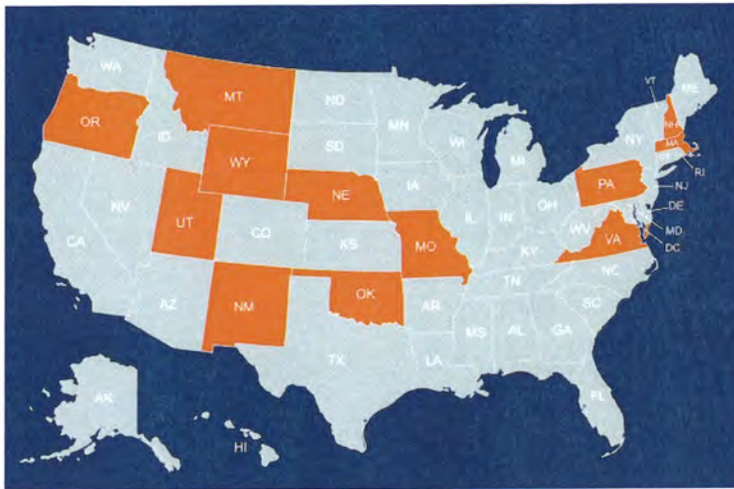 WA
MT
ND
MN
ME
VT
OR
ID
SD
WI
MI
NY
NH
MA
CT
RI
WY
IA
PA
NJ
NV
UT
NE
IL
IN
OH
DE
MD
DC
CA
CO
KS
MO
KY
WV
VA
AZ
NM
OK
AR
TN
NC
SC
TX
LA
MS
AL
GA
FL
AK
HI